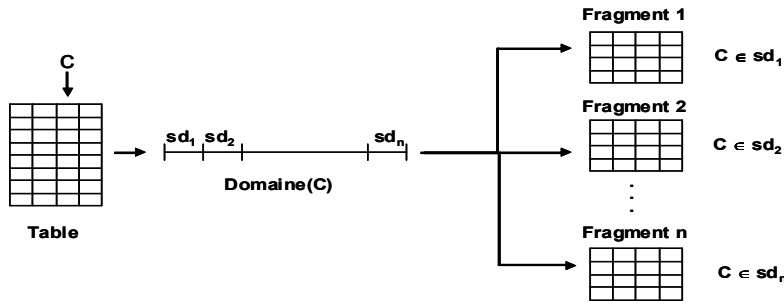 C
Table
sd1 sd2 sdn
Domaine(C)
Fragment 1
C ∈ sd1
Fragment 2
C ∈ sd2
Fragment n
C ∈ sdn